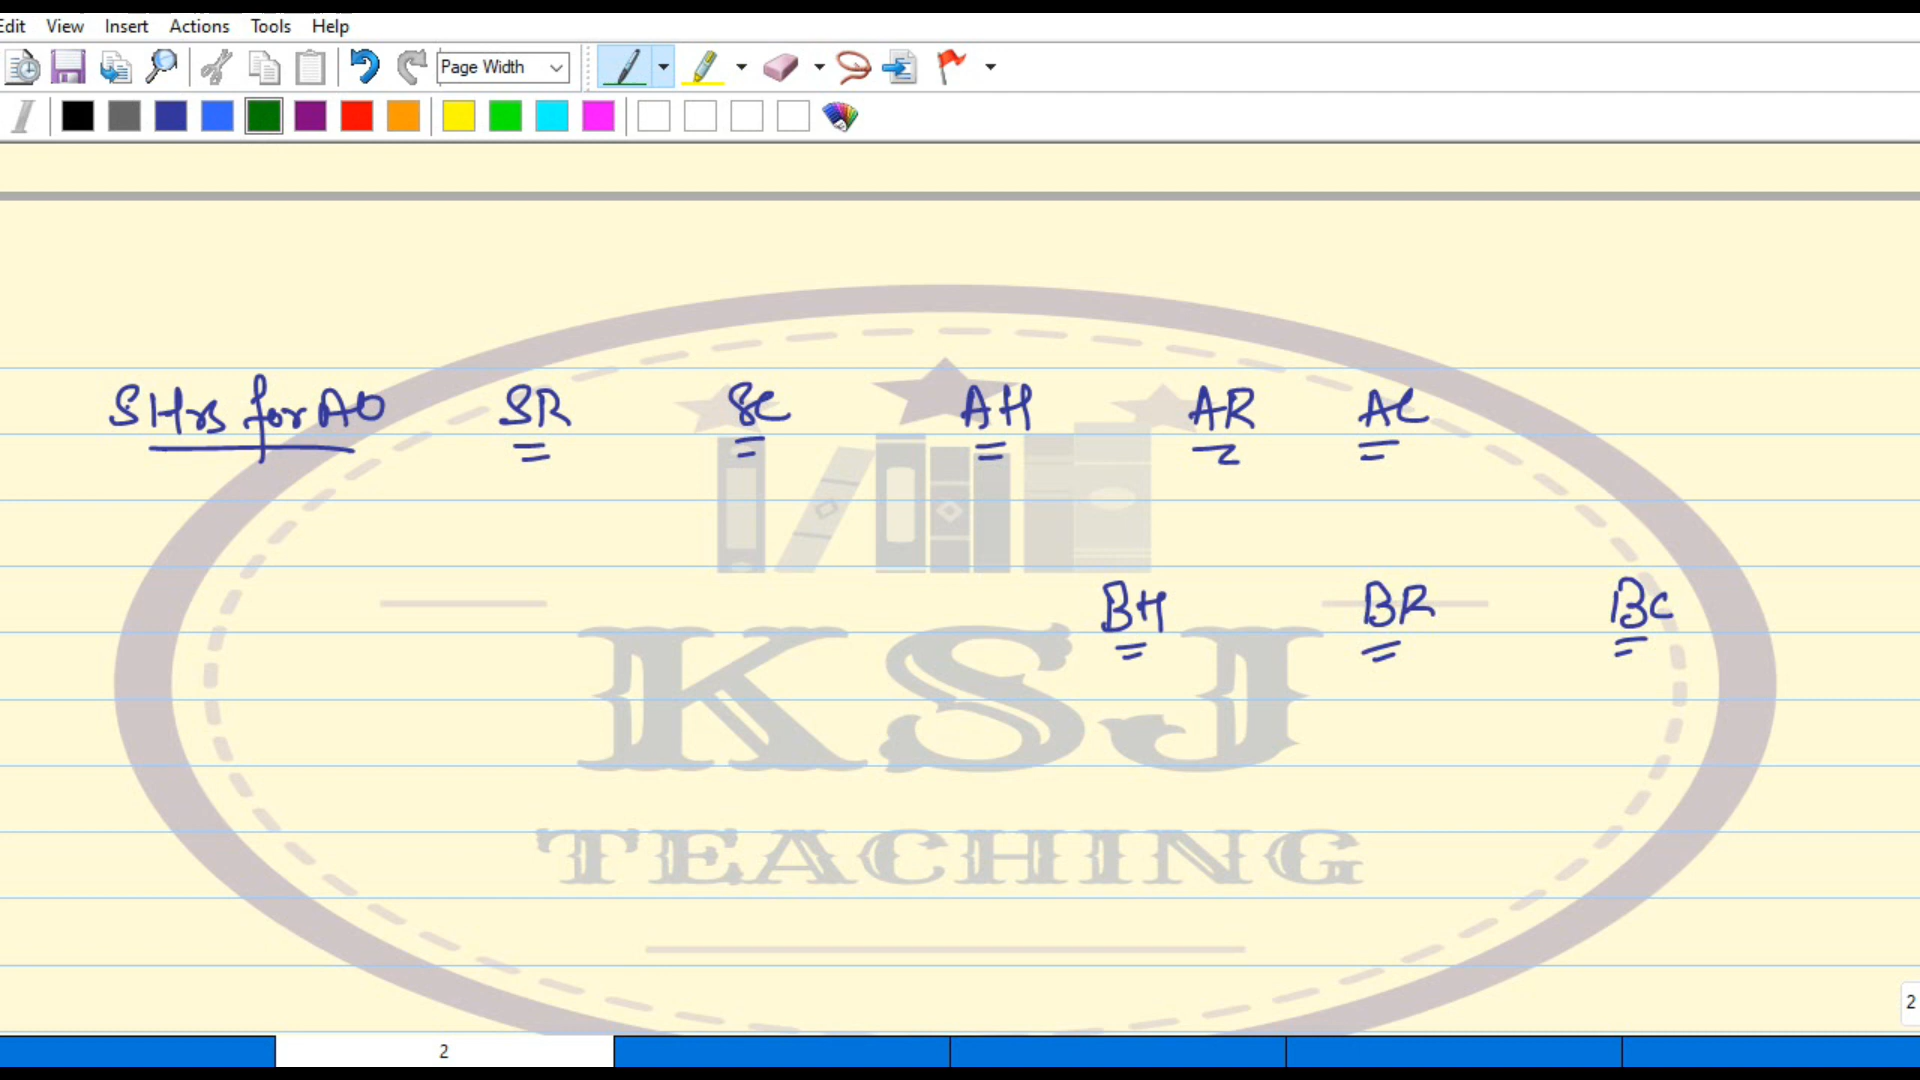 Edit View Insert Actions Tools Help
Page Width
SHrs for AO SR SC AH AR AC
BH BR BC
KSJ
TEACHING
2
2